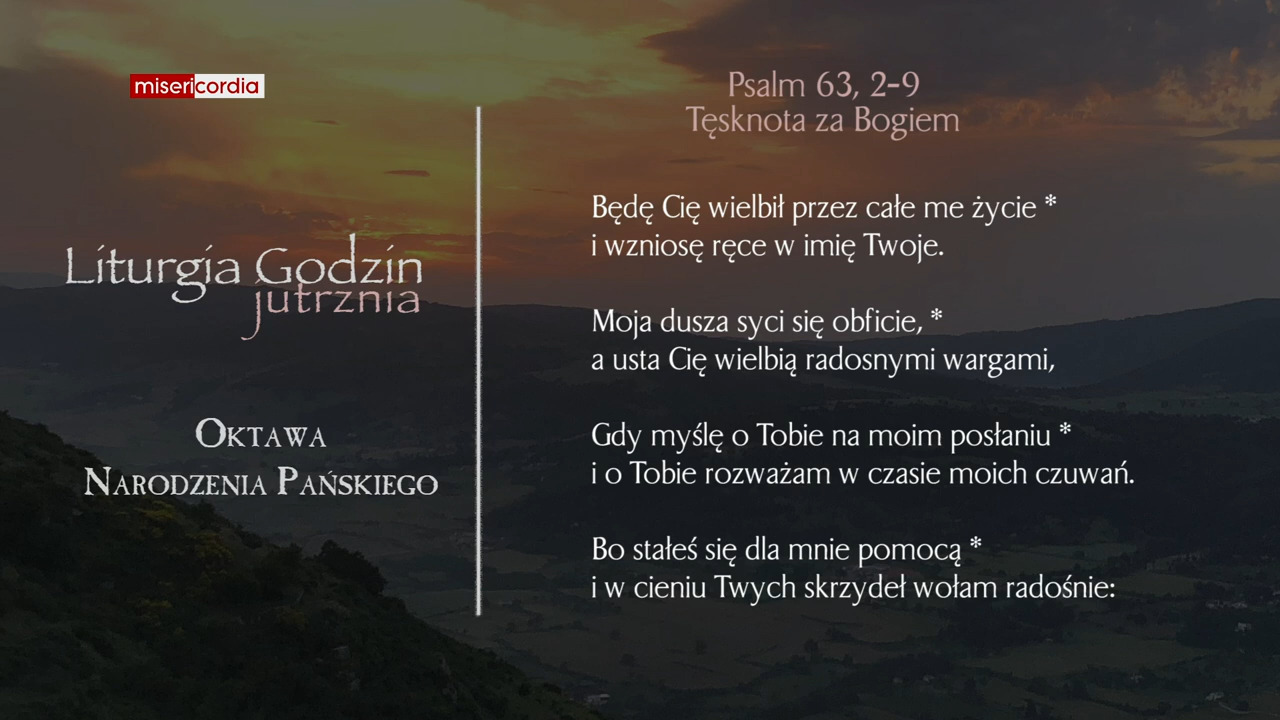 misericordia
Liturgia Godzin
jutrznia
Oktawa
Narodzenia Pańskiego
Psalm 63, 2-9
Tęsknota za Bogiem
Będę Cię wielbił przez całe me życie *
i wzniosę ręce w imię Twoje.
Moja dusza syci się obficie, *
a usta Cię wielbią radosnymi wargami,
Gdy myślę o Tobie na moim posłaniu *
i o Tobie rozważam w czasie moich czuwań.
Bo stałeś się dla mnie pomocą *
i w cieniu Twych skrzydeł wołam radośnie: